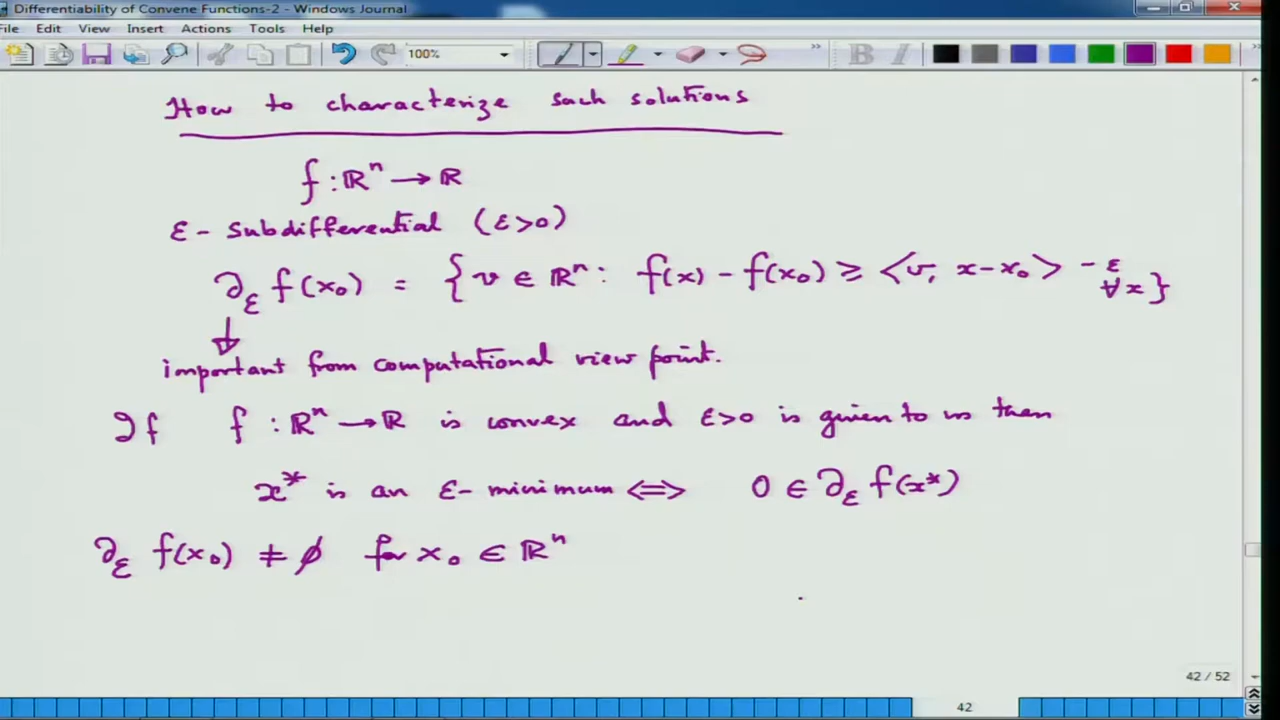 Differentiability of Convene Functions-2 - Windows Journal
File Edit View Insert Actions Tools Help
100%
How to characterize such solutions
f : ℝⁿ → ℝ
ε - subdifferential (ε>0)
∂_ε f(x₀) = { v ∈ ℝⁿ : f(x) - f(x₀) ≥ ⟨v, x-x₀⟩ - ε ∀x }
important from computational view point.
If f : ℝⁿ → ℝ is convex and ε>0 is given to us then
x* is an ε- minimum ⟺ 0 ∈ ∂_ε f(x*)
∂_ε f(x₀) ≠ ϕ for x₀ ∈ ℝⁿ
42 / 52
42